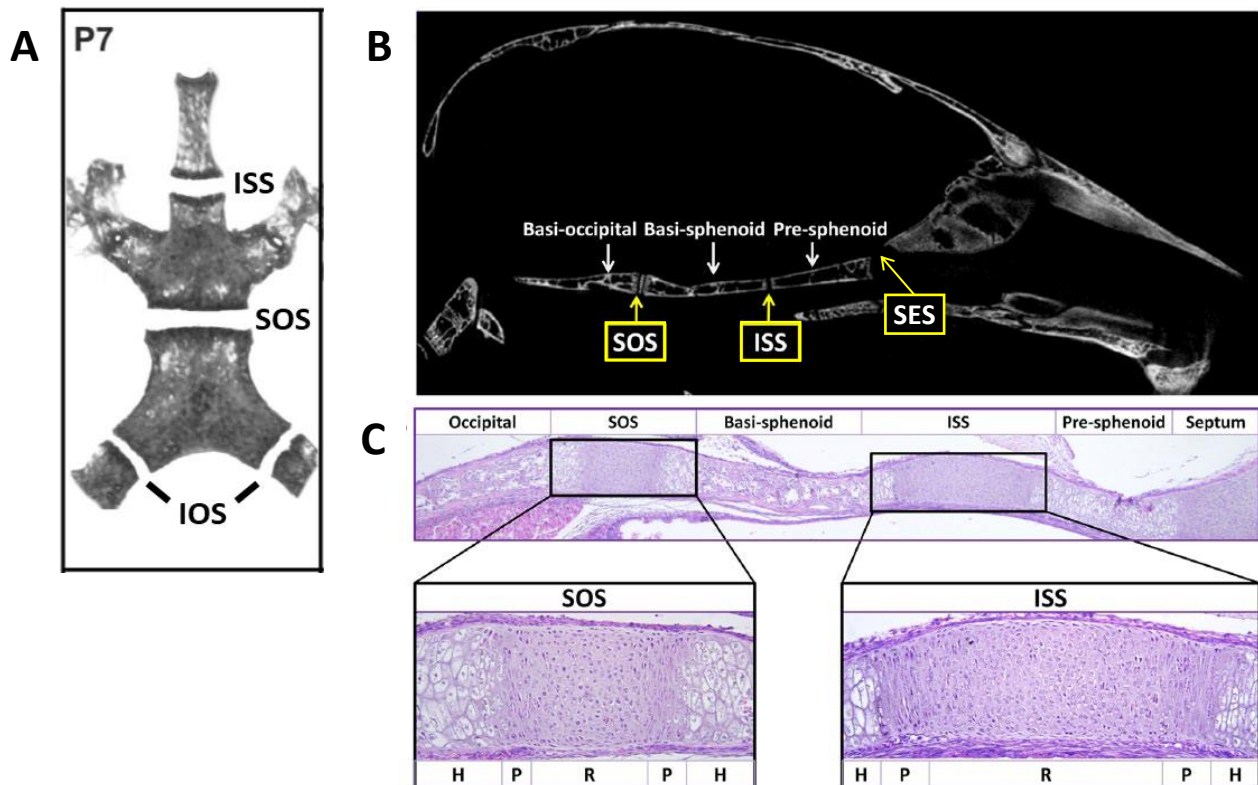 A
P7
ISS
SOS
IOS
B
Basi-occipital Basi-sphenoid Pre-sphenoid
SOS
ISS
SES
C
Occipital SOS Basi-sphenoid ISS Pre-sphenoid Septum
SOS
H P R P H
ISS
H P R P H